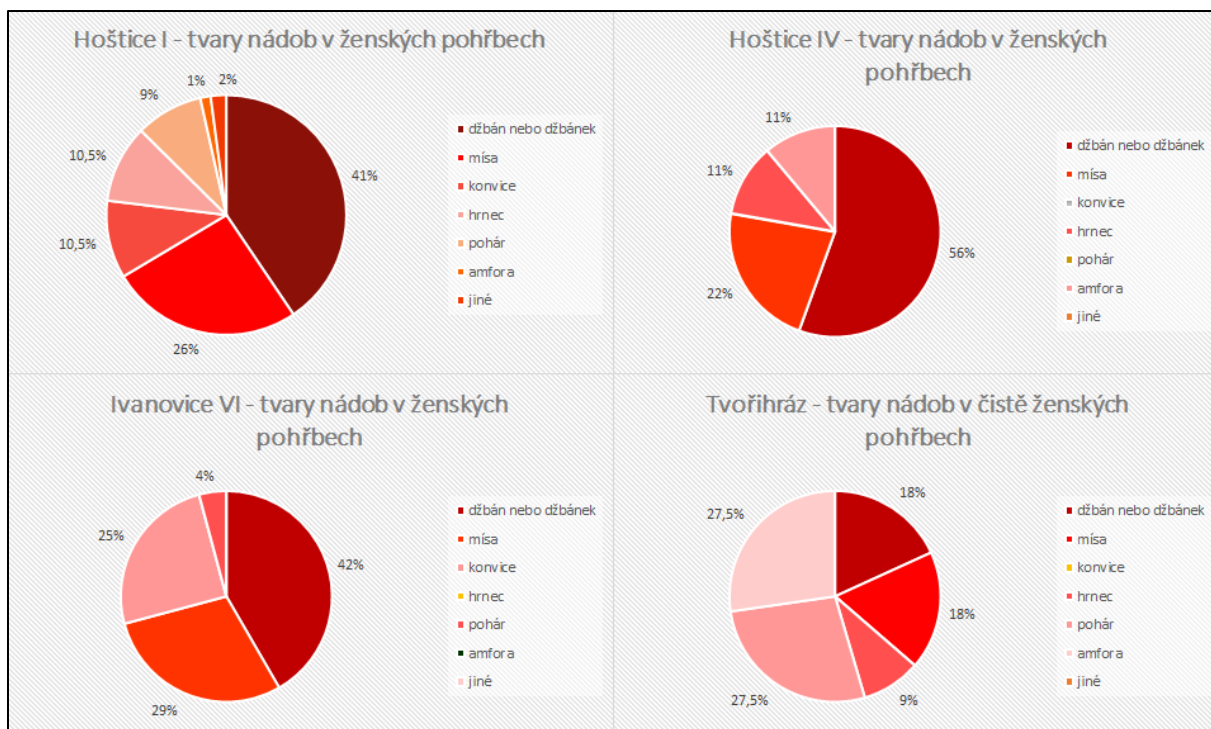 Hoštice I - tvary nádob v ženských pohřbech
1%
2%
9%
10,5%
41%
10,5%
26%
džbán nebo džbánek
mísa
konvice
hrnec
pohár
amfora
jiné
Hoštice IV - tvary nádob v ženských
pohřbech
11%
11%
56%
22%
džbán nebo džbánek
mísa
konvice
hrnec
pohár
amfora
jiné
Ivanovice VI - tvary nádob v ženských
pohřbech
4%
25%
42%
29%
džbán nebo džbánek
mísa
konvice
hrnec
pohár
amfora
jiné
Tvořihráz - tvary nádob v čistě ženských
pohřbech
18%
27,5%
18%
27,5%
9%
džbán nebo džbánek
mísa
konvice
hrnec
pohár
amfora
jiné